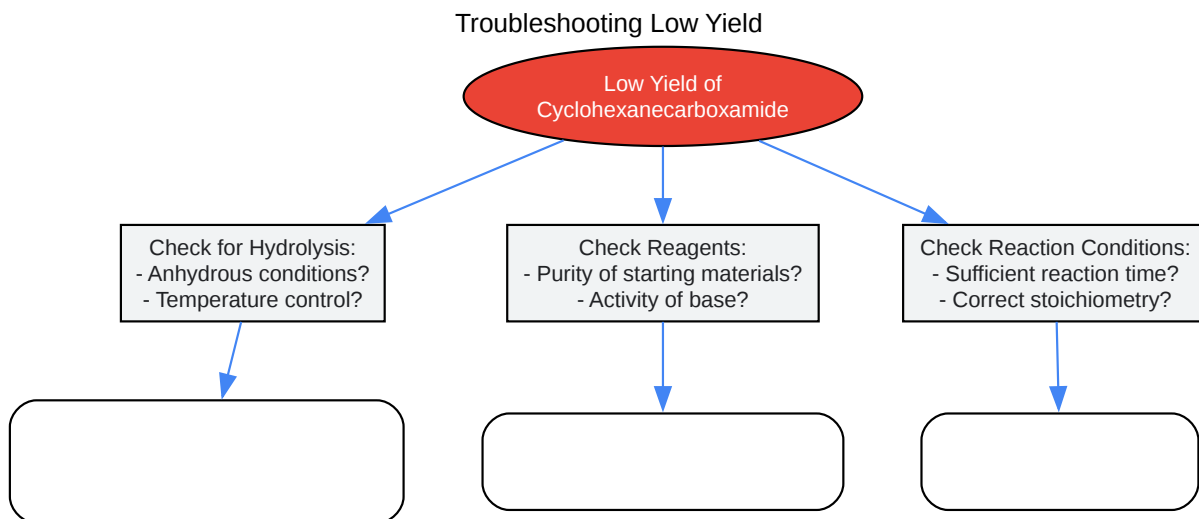 Troubleshooting Low Yield
Low Yield of
Cyclohexanecarboxamide
Check for Hydrolysis:
- Anhydrous conditions?
- Temperature control?
Check Reagents:
- Purity of starting materials?
- Activity of base?
Check Reaction Conditions:
- Sufficient reaction time?
- Correct stoichiometry?